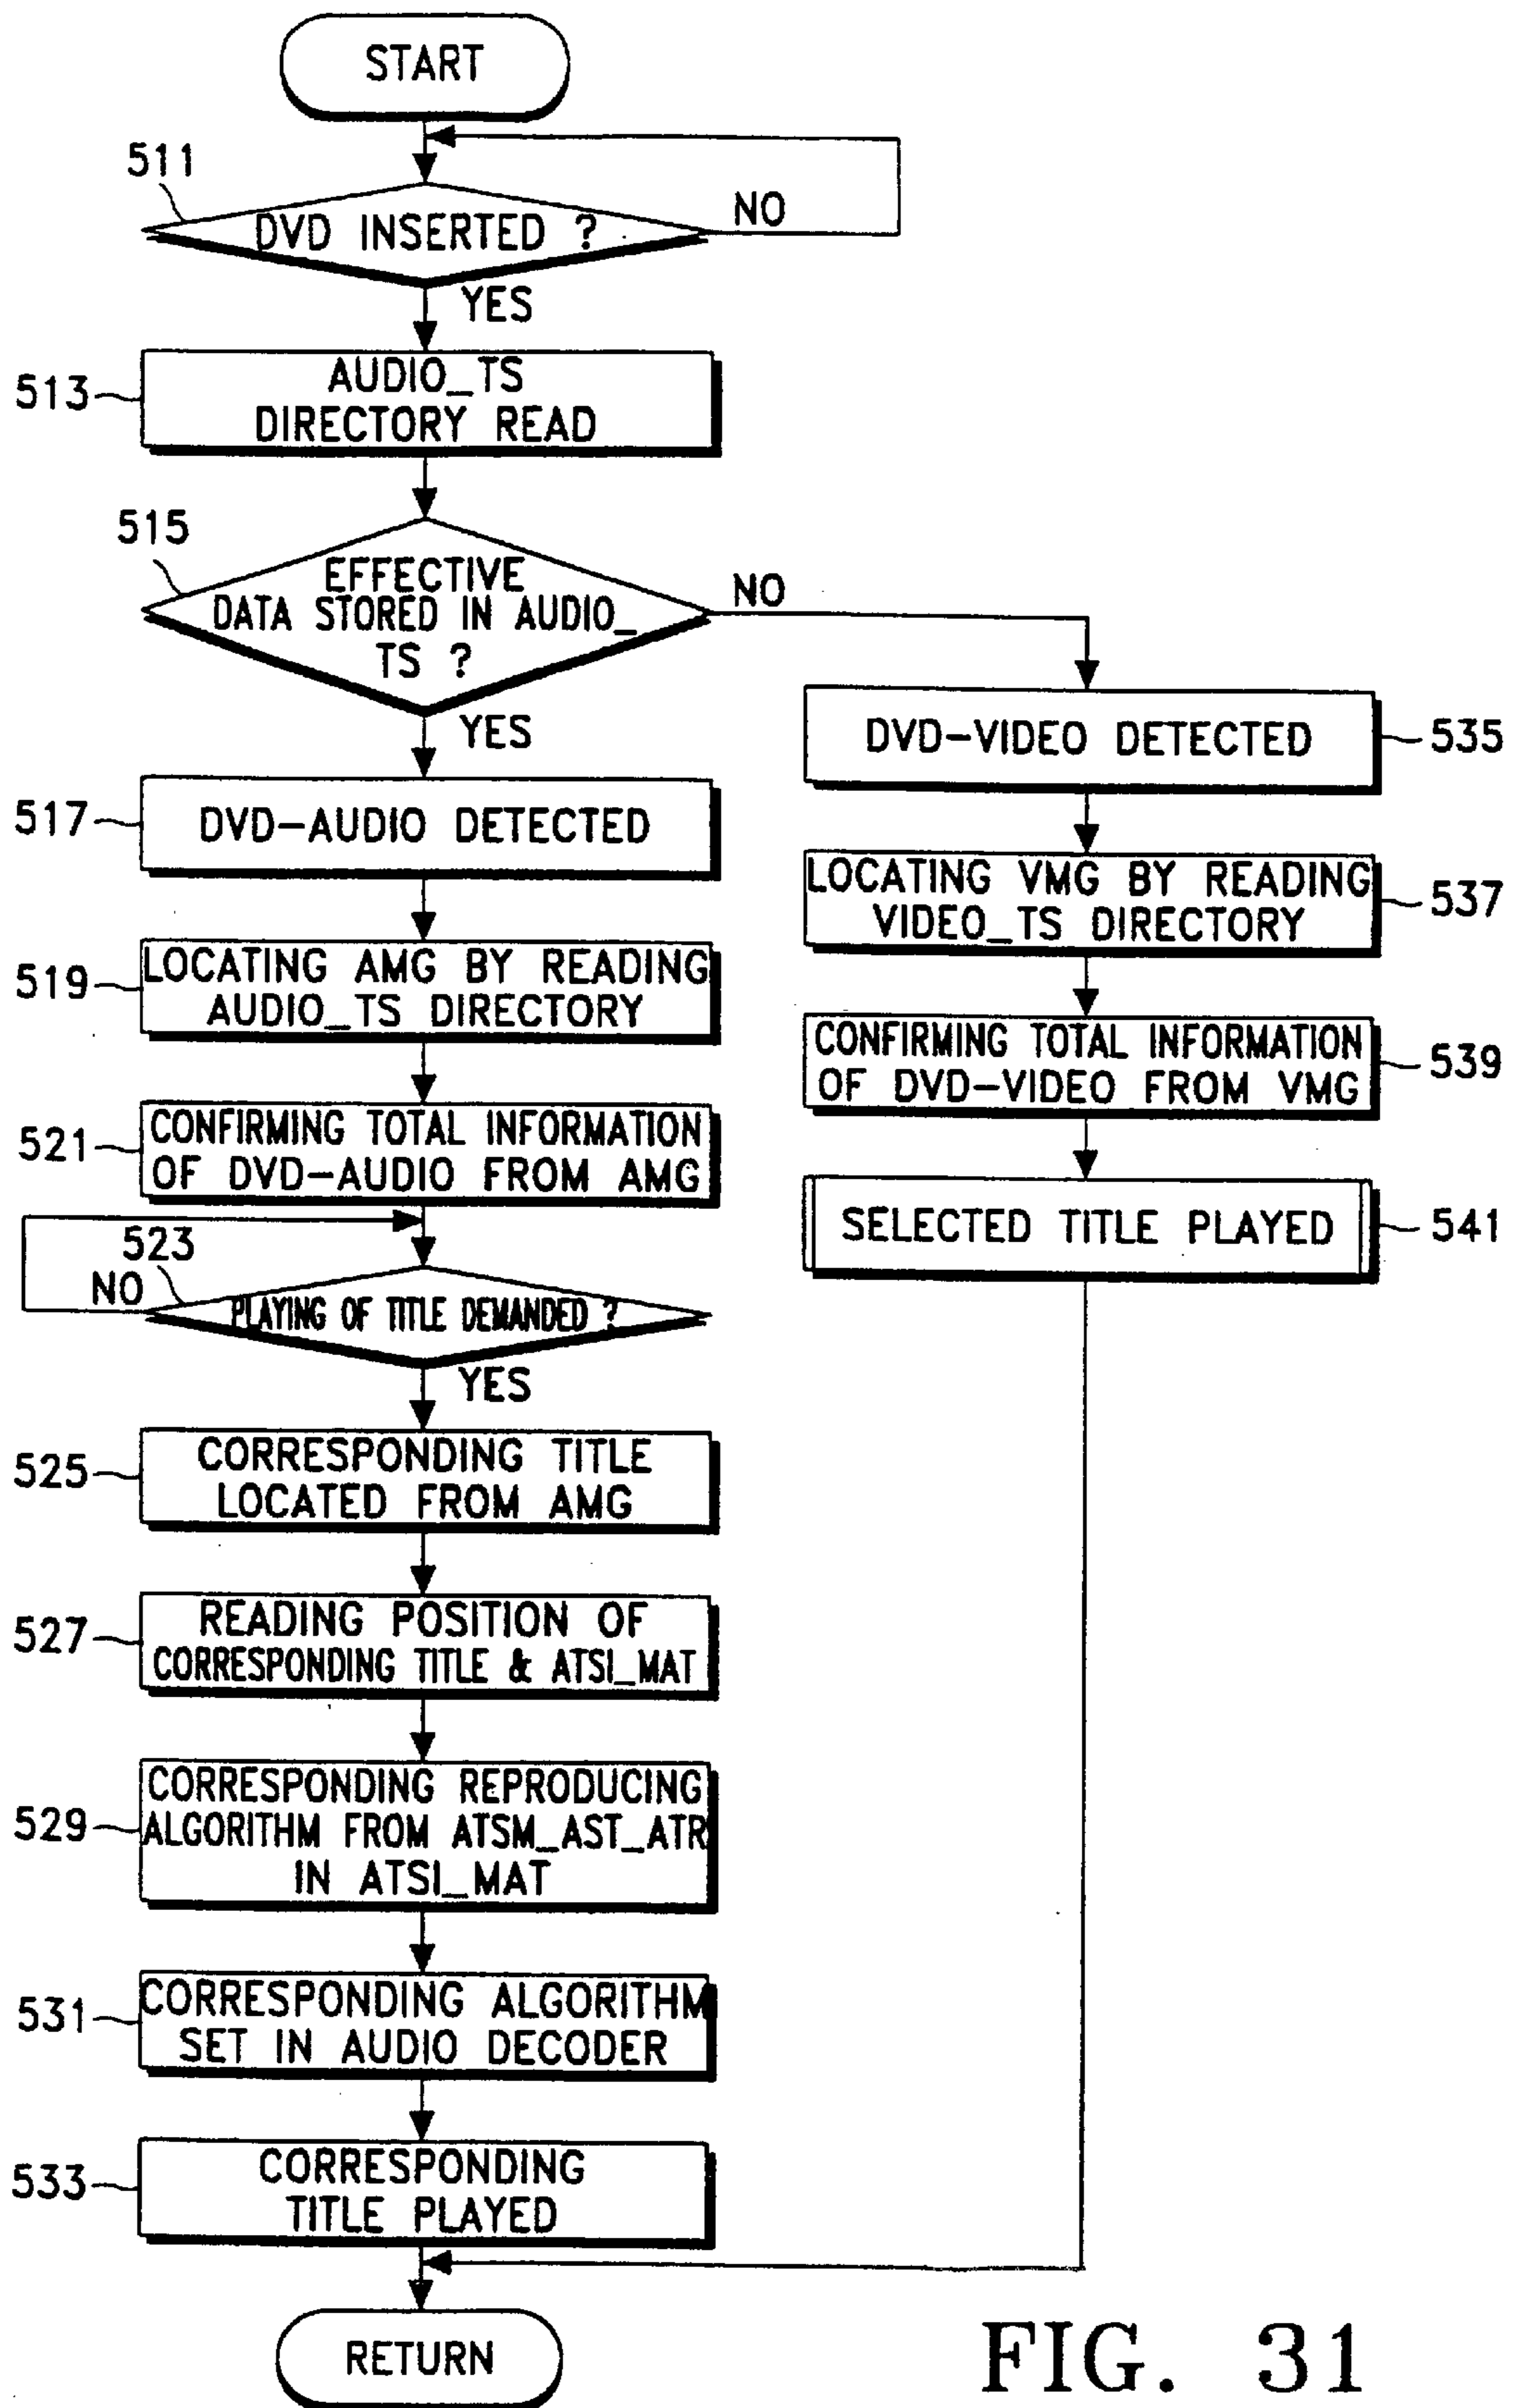 START
511
DVD INSERTED ?
NO
YES
513
AUDIO_TS
DIRECTORY READ
515
EFFECTIVE
DATA STORED IN AUDIO_
TS ?
NO
YES
517
DVD-AUDIO DETECTED
519
LOCATING AMG BY READING
AUDIO_TS DIRECTORY
521
CONFIRMING TOTAL INFORMATION
OF DVD-AUDIO FROM AMG
523
NO
PLAYING OF TITLE DEMANDED ?
YES
525
CORRESPONDING TITLE
LOCATED FROM AMG
527
READING POSITION OF
CORRESPONDING TITLE & ATSI_MAT
529
CORRESPONDING REPRODUCING
ALGORITHM FROM ATSM_AST_ATR
IN ATSI_MAT
531
CORRESPONDING ALGORITHM
SET IN AUDIO DECODER
533
CORRESPONDING
TITLE PLAYED
RETURN
DVD-VIDEO DETECTED
535
LOCATING VMG BY READING
VIDEO_TS DIRECTORY
537
CONFIRMING TOTAL INFORMATION
OF DVD-VIDEO FROM VMG
539
SELECTED TITLE PLAYED
541
FIG. 31